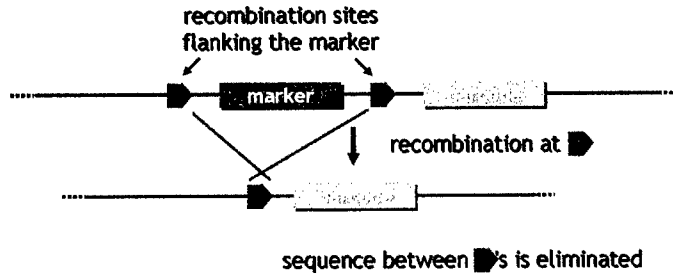 recombination sites
flanking the marker
marker
recombination at
sequence between 's is eliminated